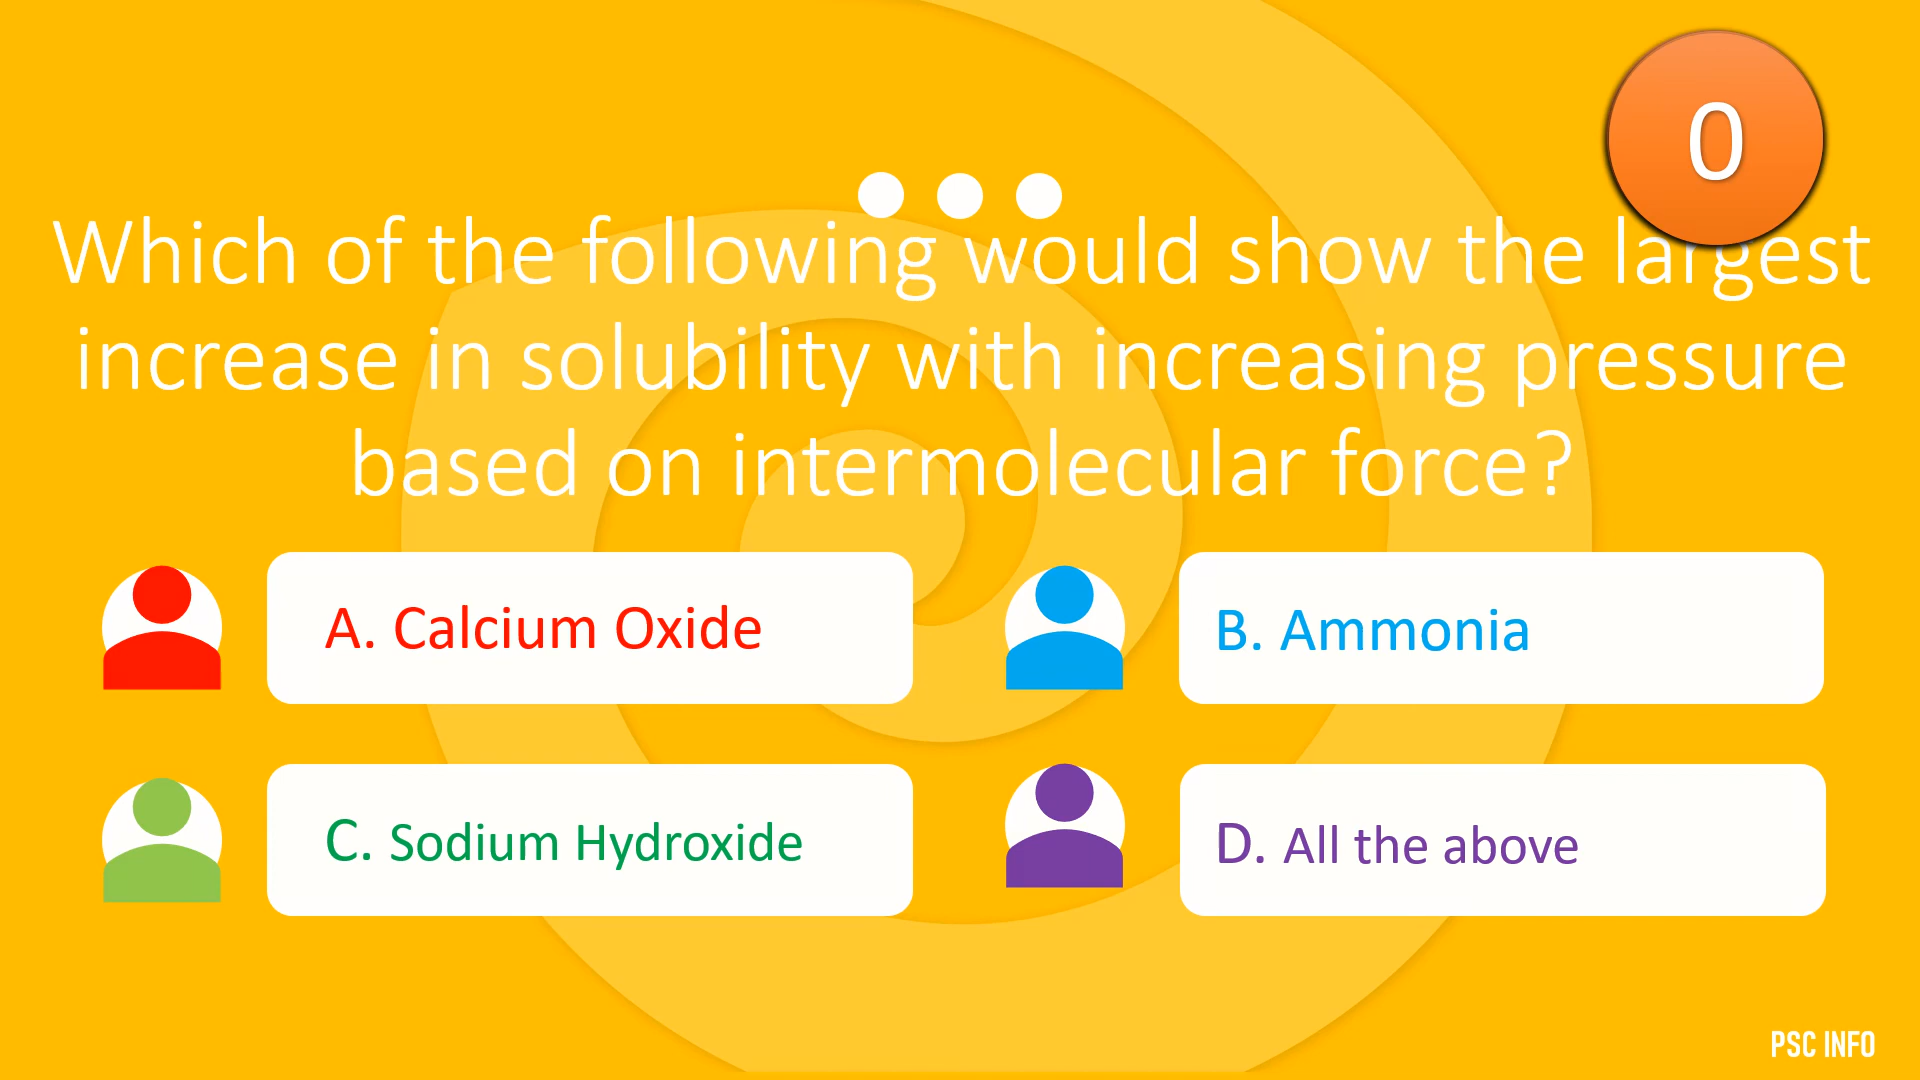 0
Which of the following would show the largest
increase in solubility with increasing pressure
based on intermolecular force?
A. Calcium Oxide
B. Ammonia
C. Sodium Hydroxide
D. All the above
PSC INFO